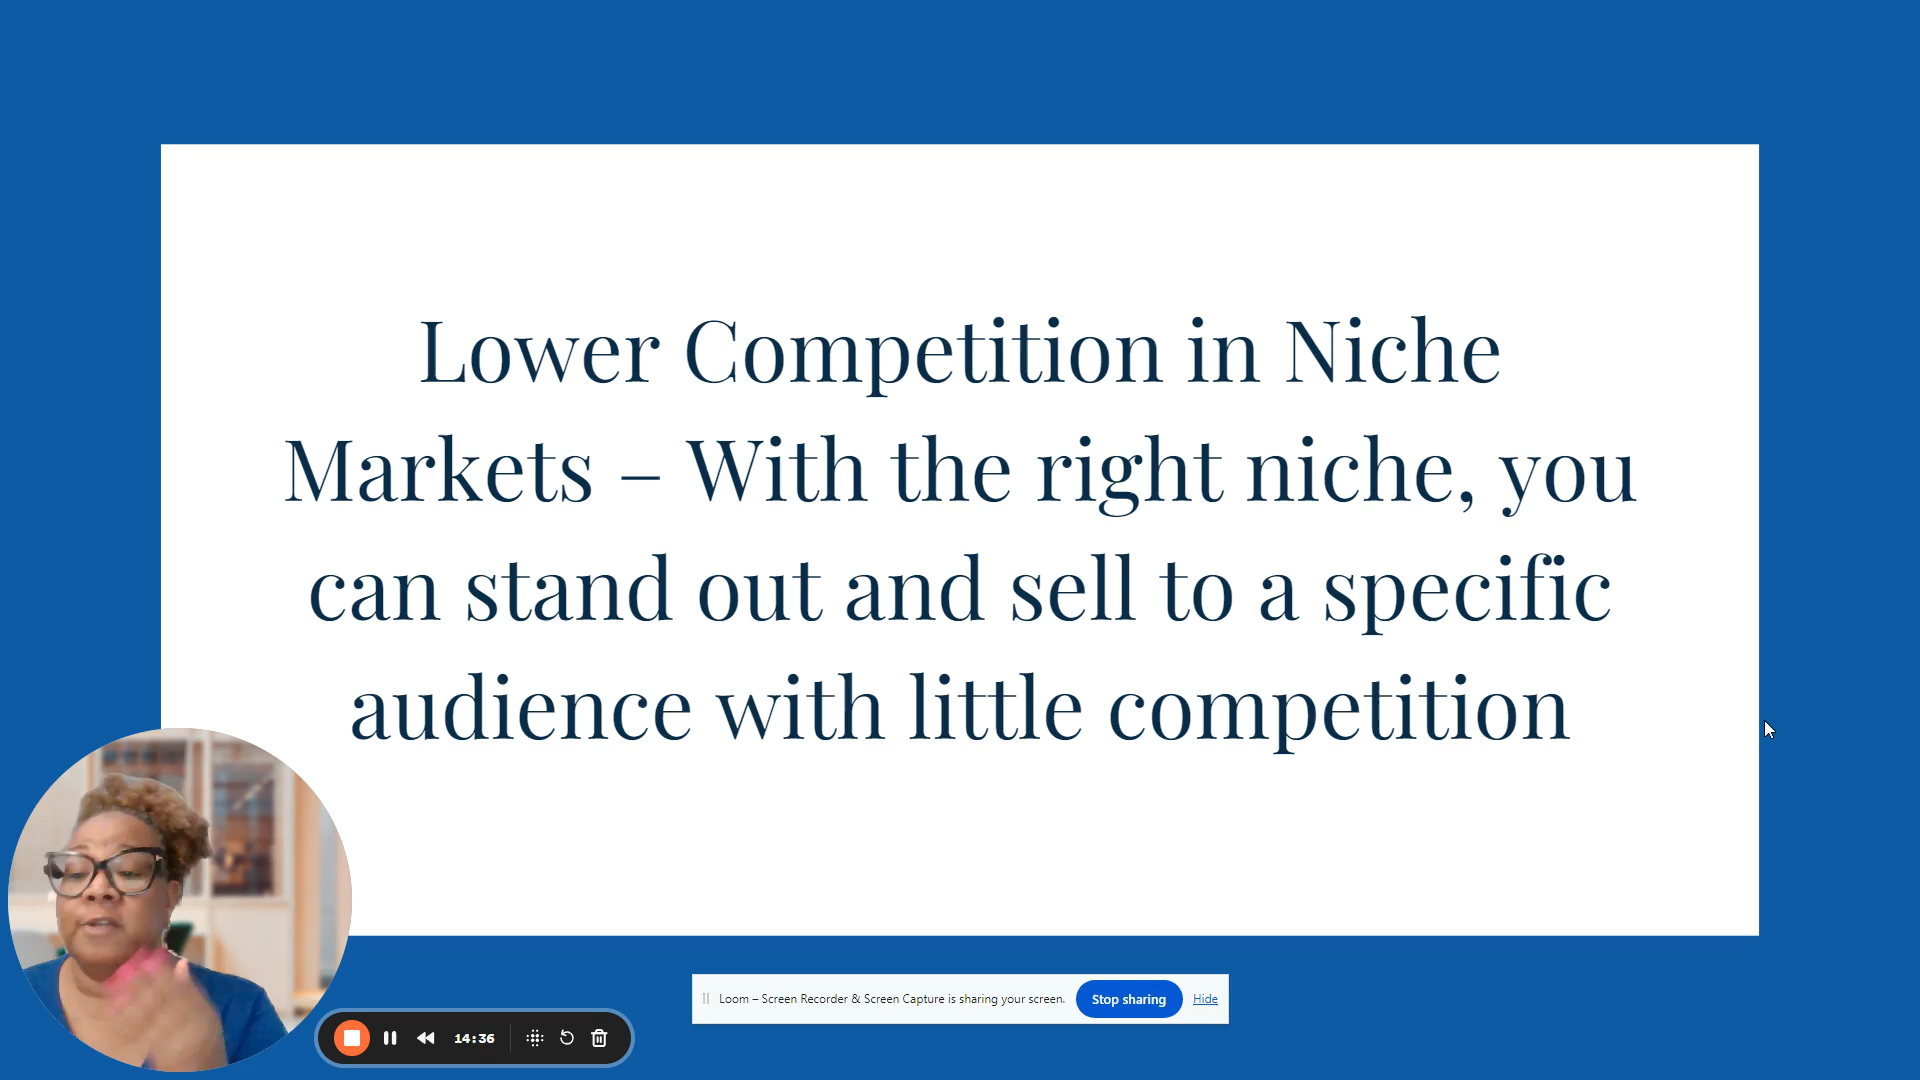 Lower Competition in Niche
Markets – With the right niche, you
can stand out and sell to a specific
audience with little competition
Loom – Screen Recorder & Screen Capture is sharing your screen. Stop sharing Hide
14:36